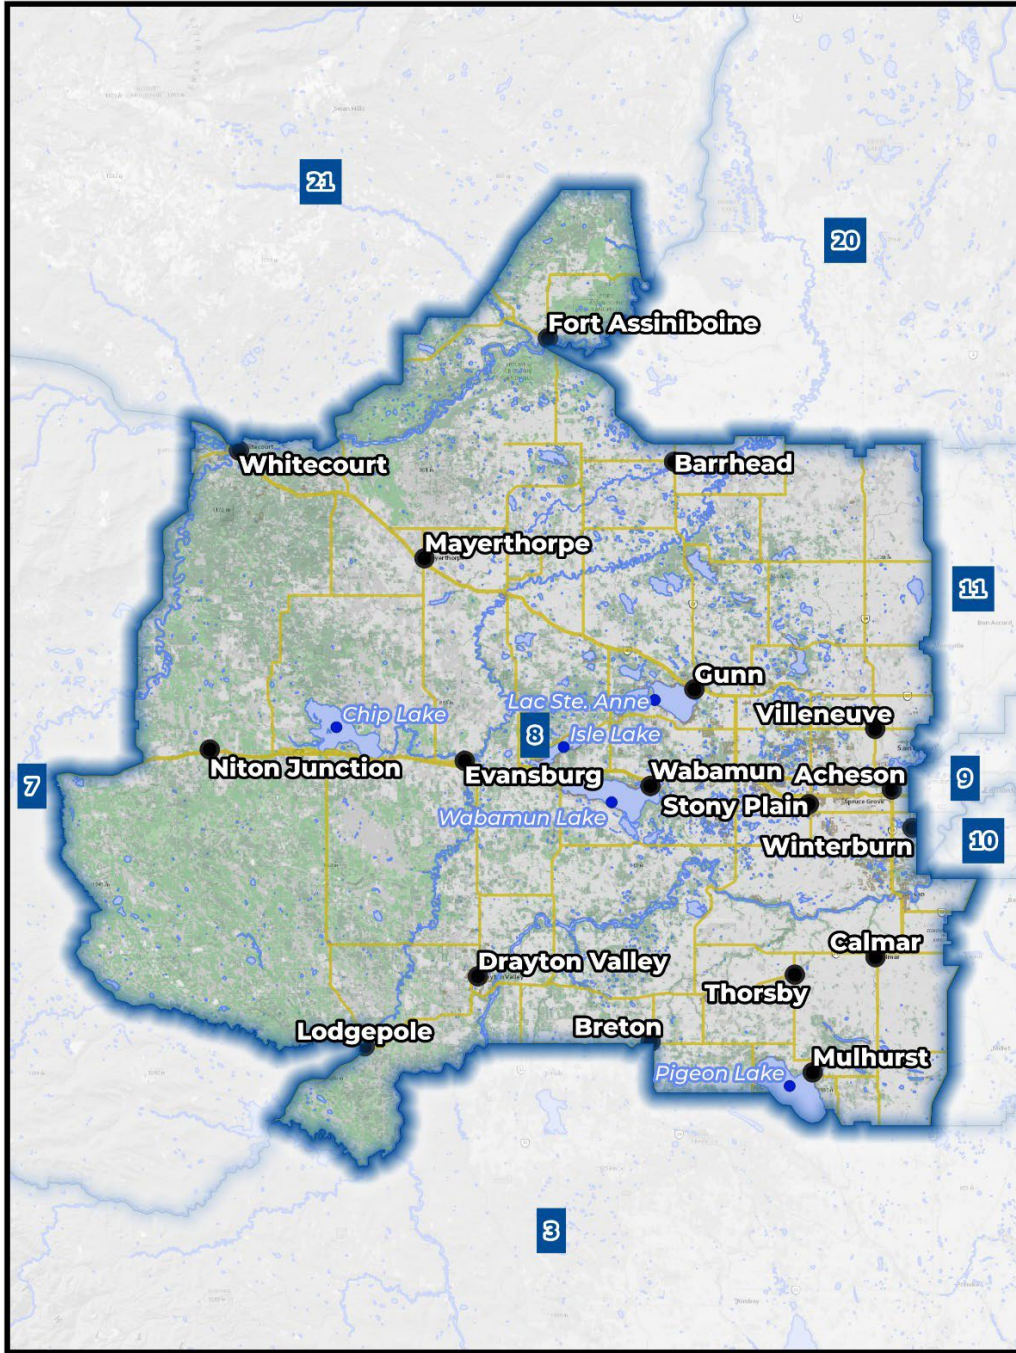 21
20
Fort Assiniboine
Whitecourt
Barrhead
Mayerthorpe
11
Gunn
Lac Ste. Anne
Chip Lake
Villeneuve
8
Isle Lake
Niton Junction
Evansburg
Wabamun
Acheson
7
9
Stony Plain
Spruce Grove
Wabamun Lake
Winterburn
10
Calmar
Drayton Valley
Thorsby
Lodgepole
Breton
Mulhurst
Pigeon Lake
3